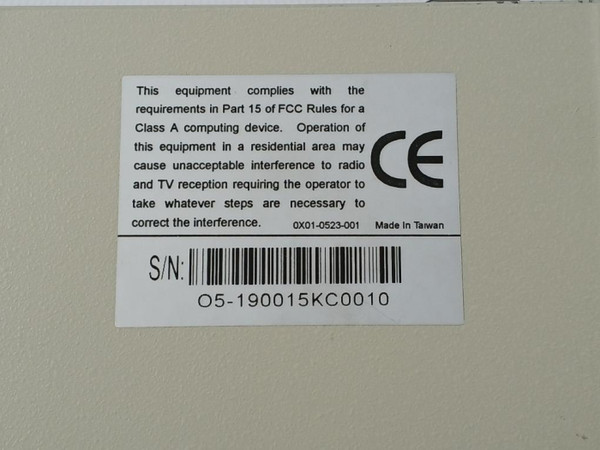 This equipment complies with the
requirements in Part 15 of FCC Rules for a
Class A computing device. Operation of
this equipment in a residential area may
cause unacceptable interference to radio
and TV reception requiring the operator to
take whatever steps are necessary to
correct the interference. 0X01-0523-001 Made In Taiwan
CE
S/N:
O5-190015KC0010